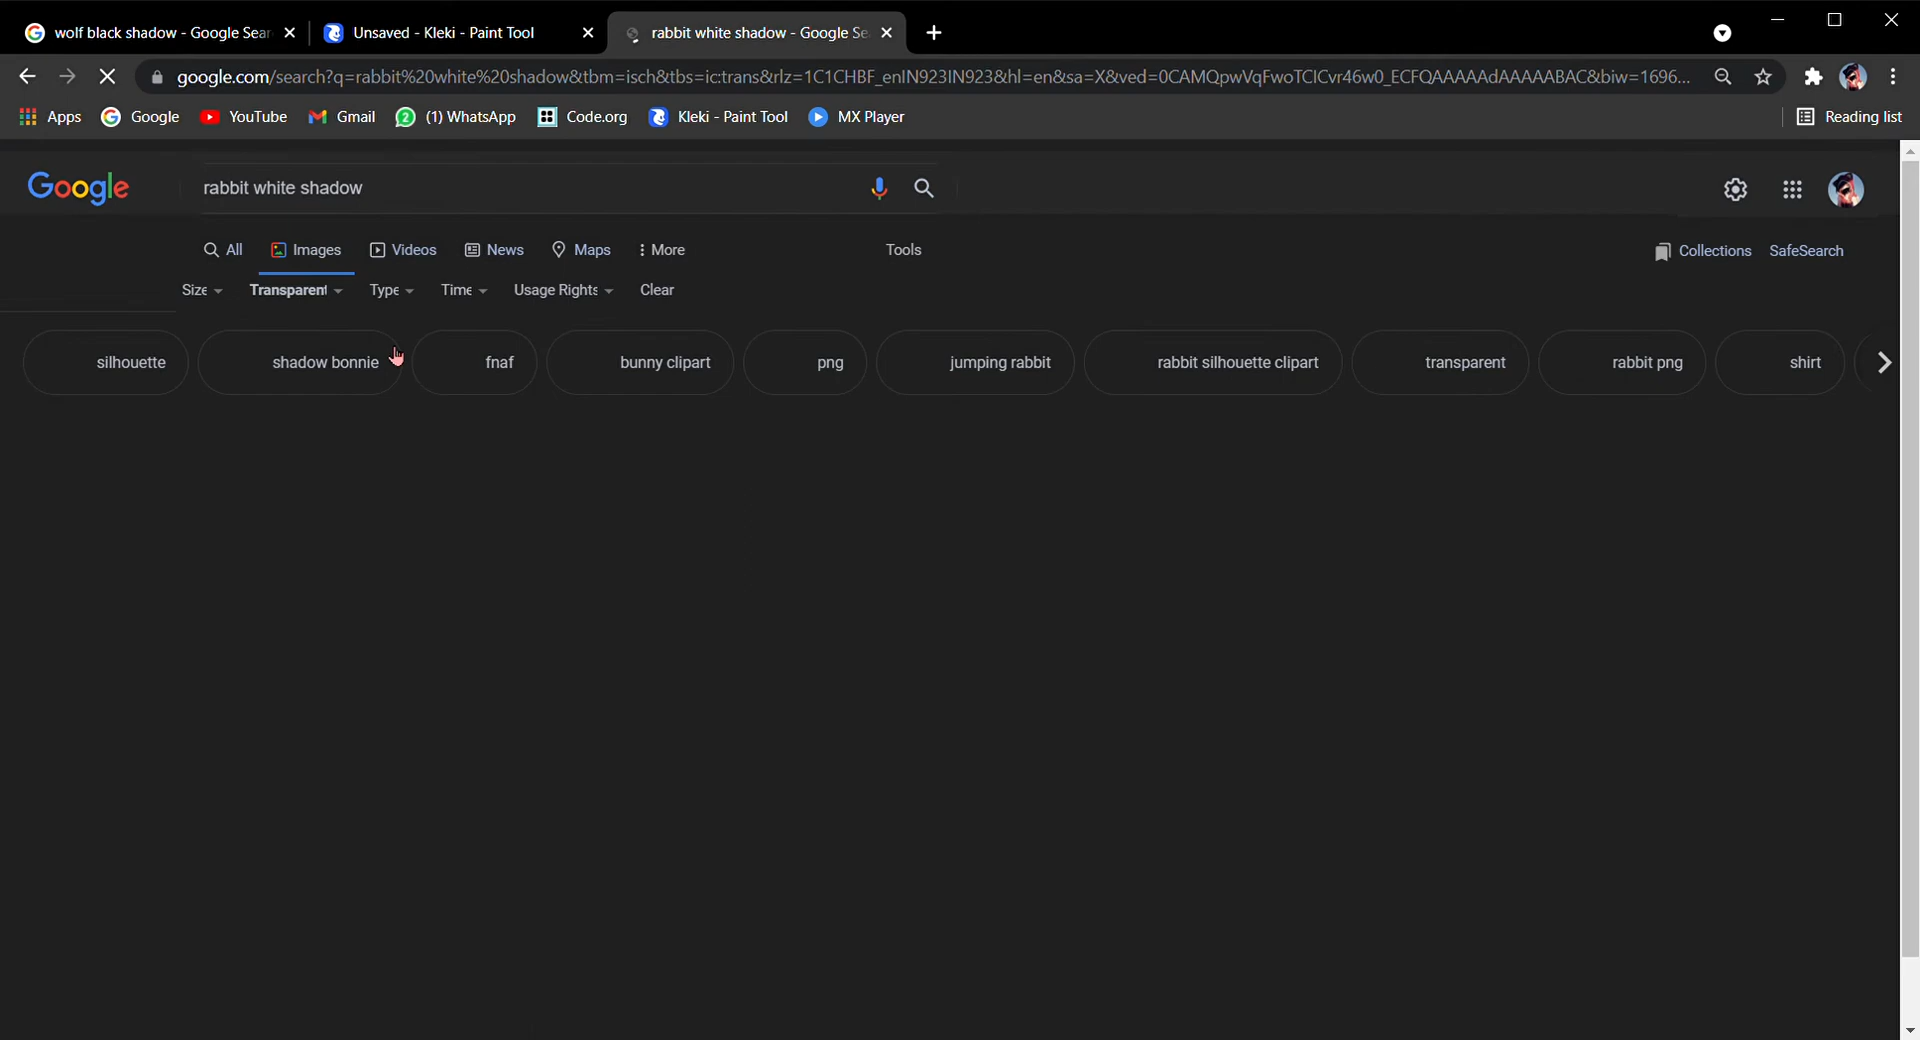 wolf black shadow - Google Sear
Unsaved - Kleki - Paint Tool
rabbit white shadow - Google Se
google.com/search?q=rabbit%20white%20shadow&tbm=isch&tbs=ic:trans&rlz=1C1CHBF_enIN923IN923&hl=en&sa=X&ved=0CAMQpwVqFwoTCICvr46w0_ECFQAAAAAdAAAAABAC&biw=1696...
Apps Google YouTube Gmail 2 (1) WhatsApp Code.org Kleki - Paint Tool MX Player Reading list
Google rabbit white shadow
All Images Videos News Maps More Tools Collections SafeSearch
Size Transparent Type Time Usage Rights Clear
silhouette shadow bonnie fnaf bunny clipart png jumping rabbit rabbit silhouette clipart transparent rabbit png shirt